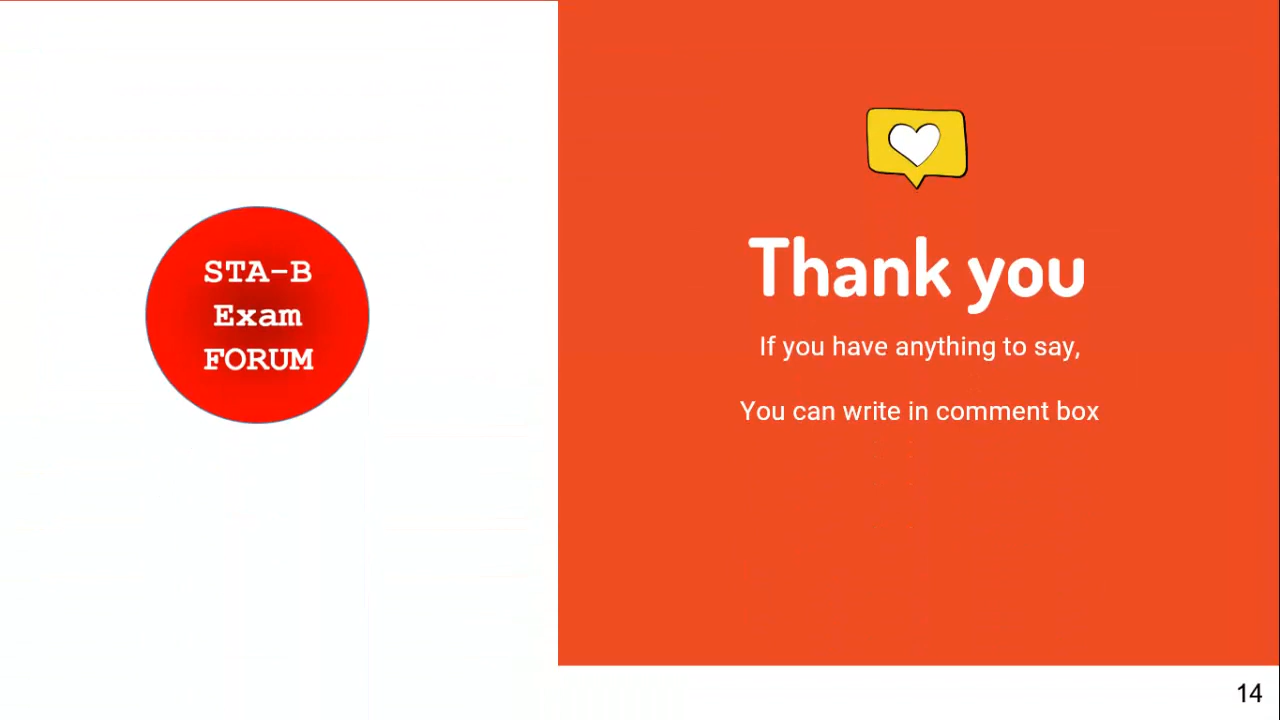 STA-B
Exam
FORUM
Thank you
If you have anything to say,
You can write in comment box
14